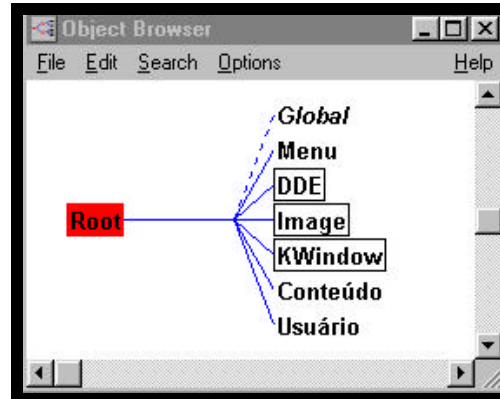 Object Browser
File Edit Search Options Help
Global
Menu
DDE
Root Image
KWindow
Conteúdo
Usuário